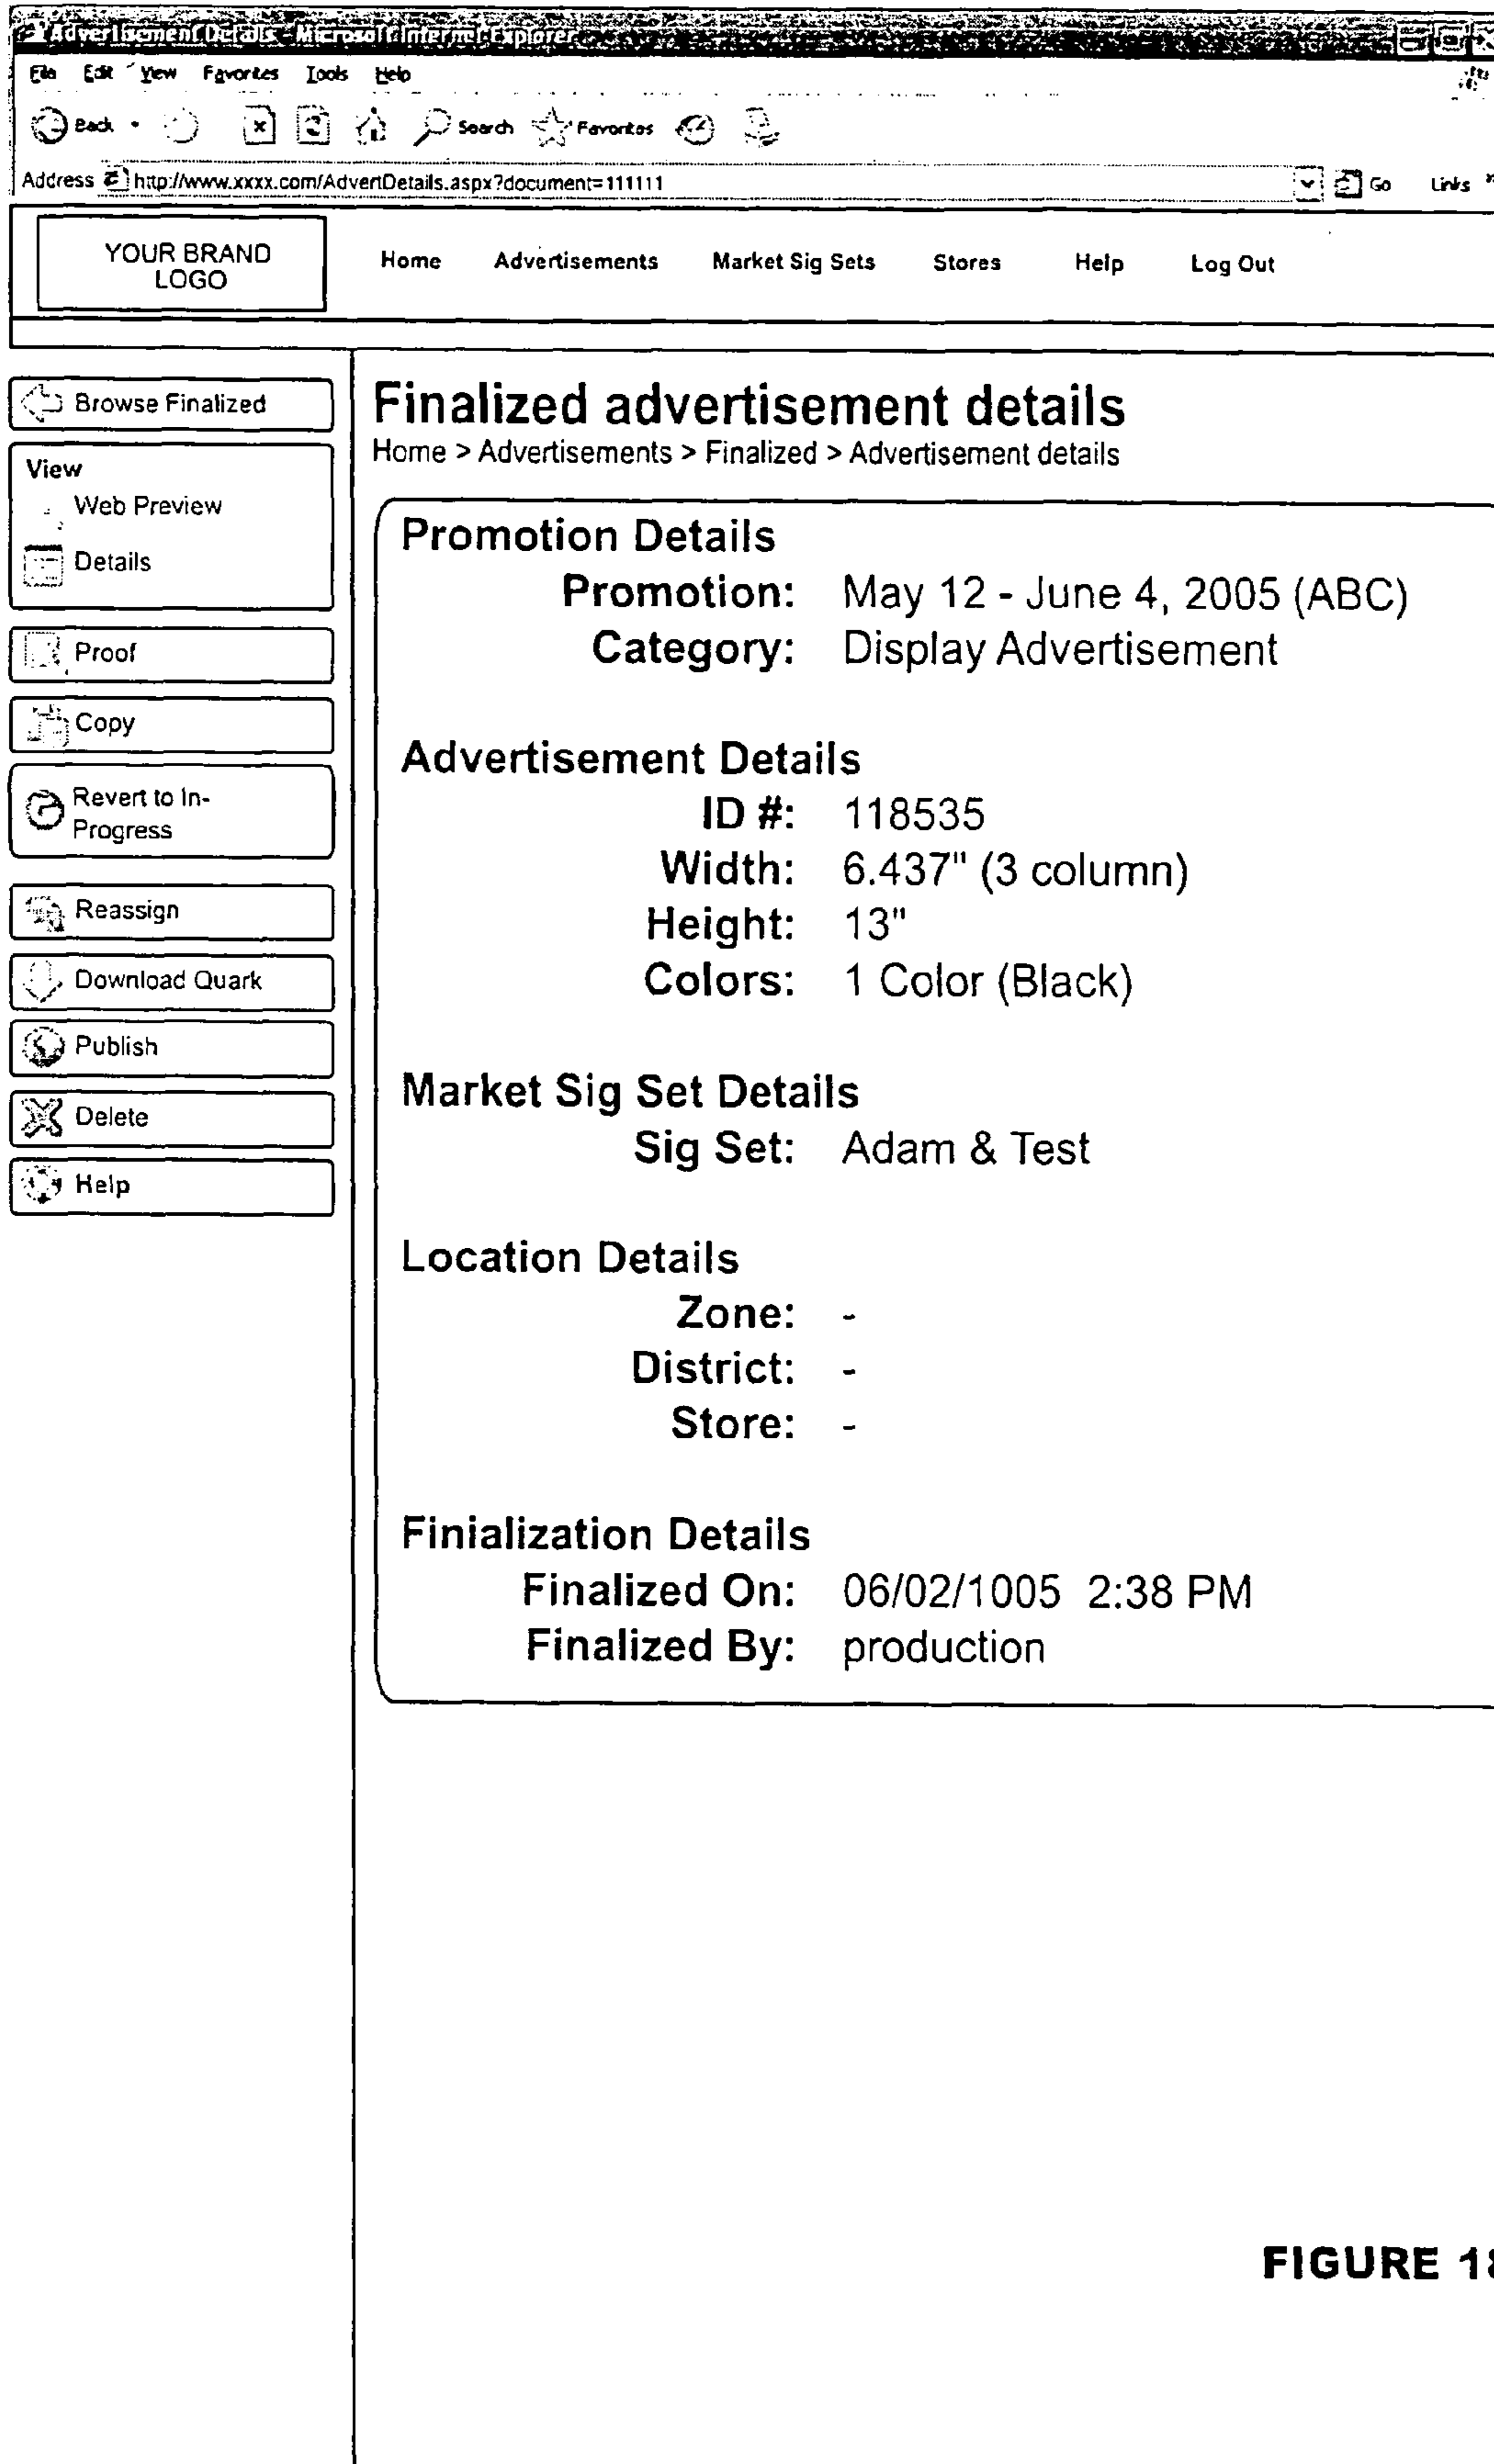 Advertisement Details - Microsoft Internet Explorer
File Edit View Favorites Tools Help
Back Search Favorites
Address http://www.xxxx.com/AdvertDetails.aspx?document=111111 Go Links
YOUR BRAND
LOGO
Home Advertisements Market Sig Sets Stores Help Log Out
Browse Finalized
View
Web Preview
Details
Proof
Copy
Revert to In-
Progress
Reassign
Download Quark
Publish
Delete
Help
Finalized advertisement details
Home > Advertisements > Finalized > Advertisement details
Promotion Details
Promotion: May 12 - June 4, 2005 (ABC)
Category: Display Advertisement
Advertisement Details
ID #: 118535
Width: 6.437" (3 column)
Height: 13"
Colors: 1 Color (Black)
Market Sig Set Details
Sig Set: Adam & Test
Location Details
Zone: -
District: -
Store: -
Finialization Details
Finalized On: 06/02/1005 2:38 PM
Finalized By: production
FIGURE